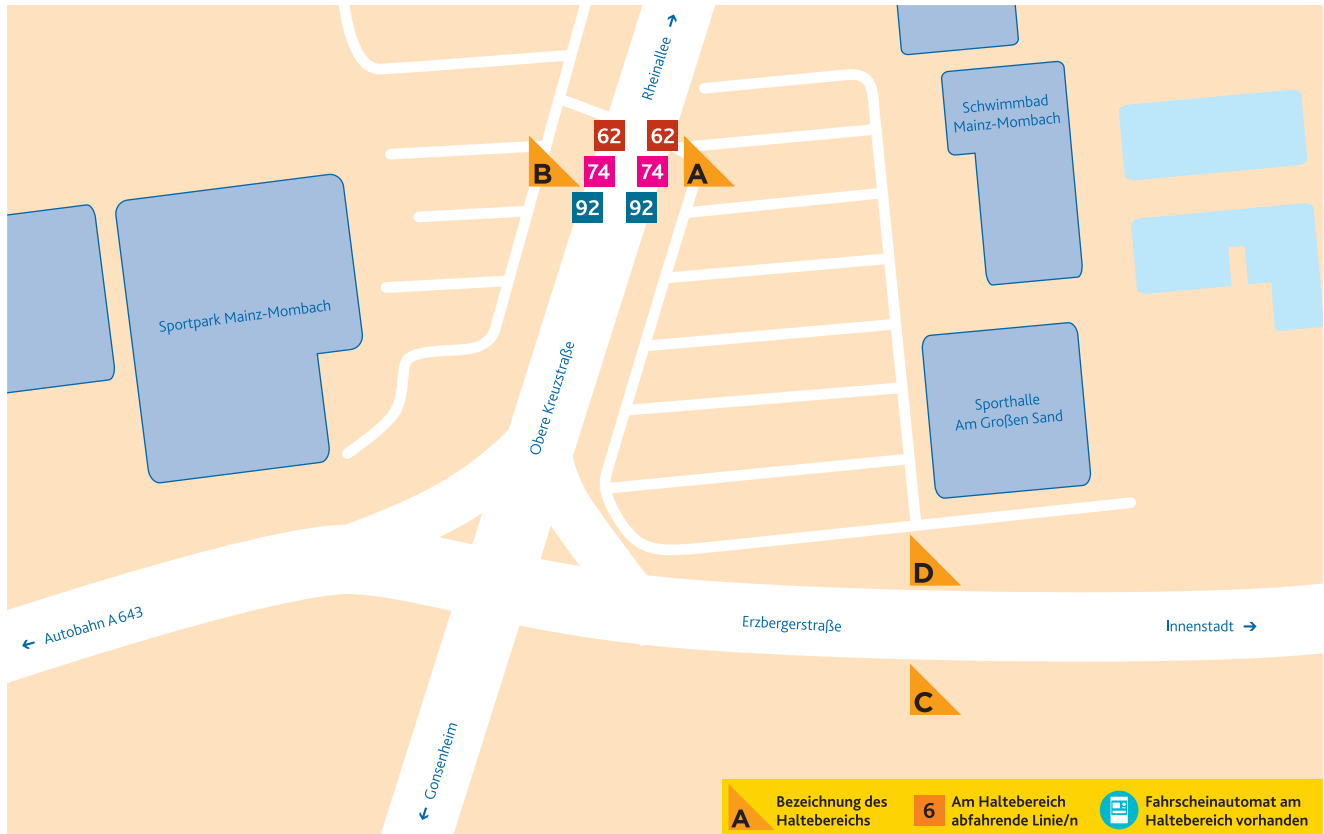 ← Rheinallee
Schwimmbad
Mainz-Mombach
62 62
B 74 74 A
92 92
Sportpark Mainz-Mombach
Obere Kreuzstraße
Sporthalle
Am Großen Sand
D
← Autobahn A 643
Erzbergerstraße
Innenstadt →
C
← Gonsenheim
A
Bezeichnung des
Haltebereichs
6
Am Haltebereich
abfahrende Linie/n
Fahrscheinautomat am
Haltebereich vorhanden